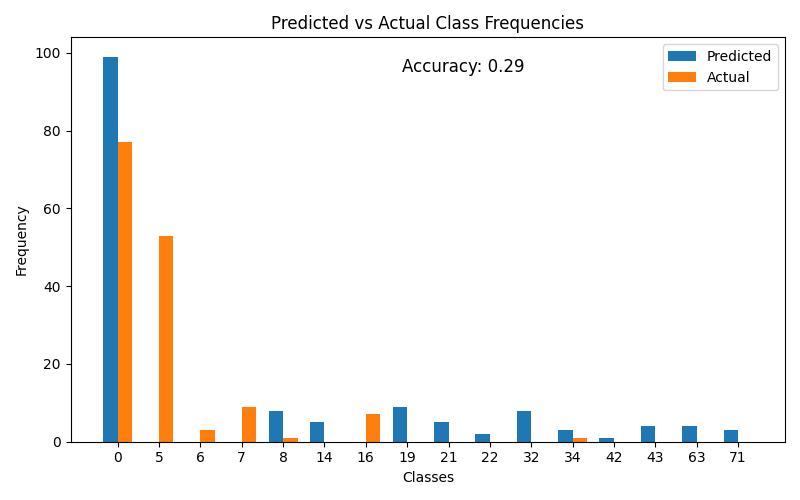 Predicted vs Actual Class Frequencies
Accuracy: 0.29
Predicted
Actual
Frequency
100
80
60
40
20
0
0 5 6 7 8 14 16 19 21 22 32 34 42 43 63 71
Classes